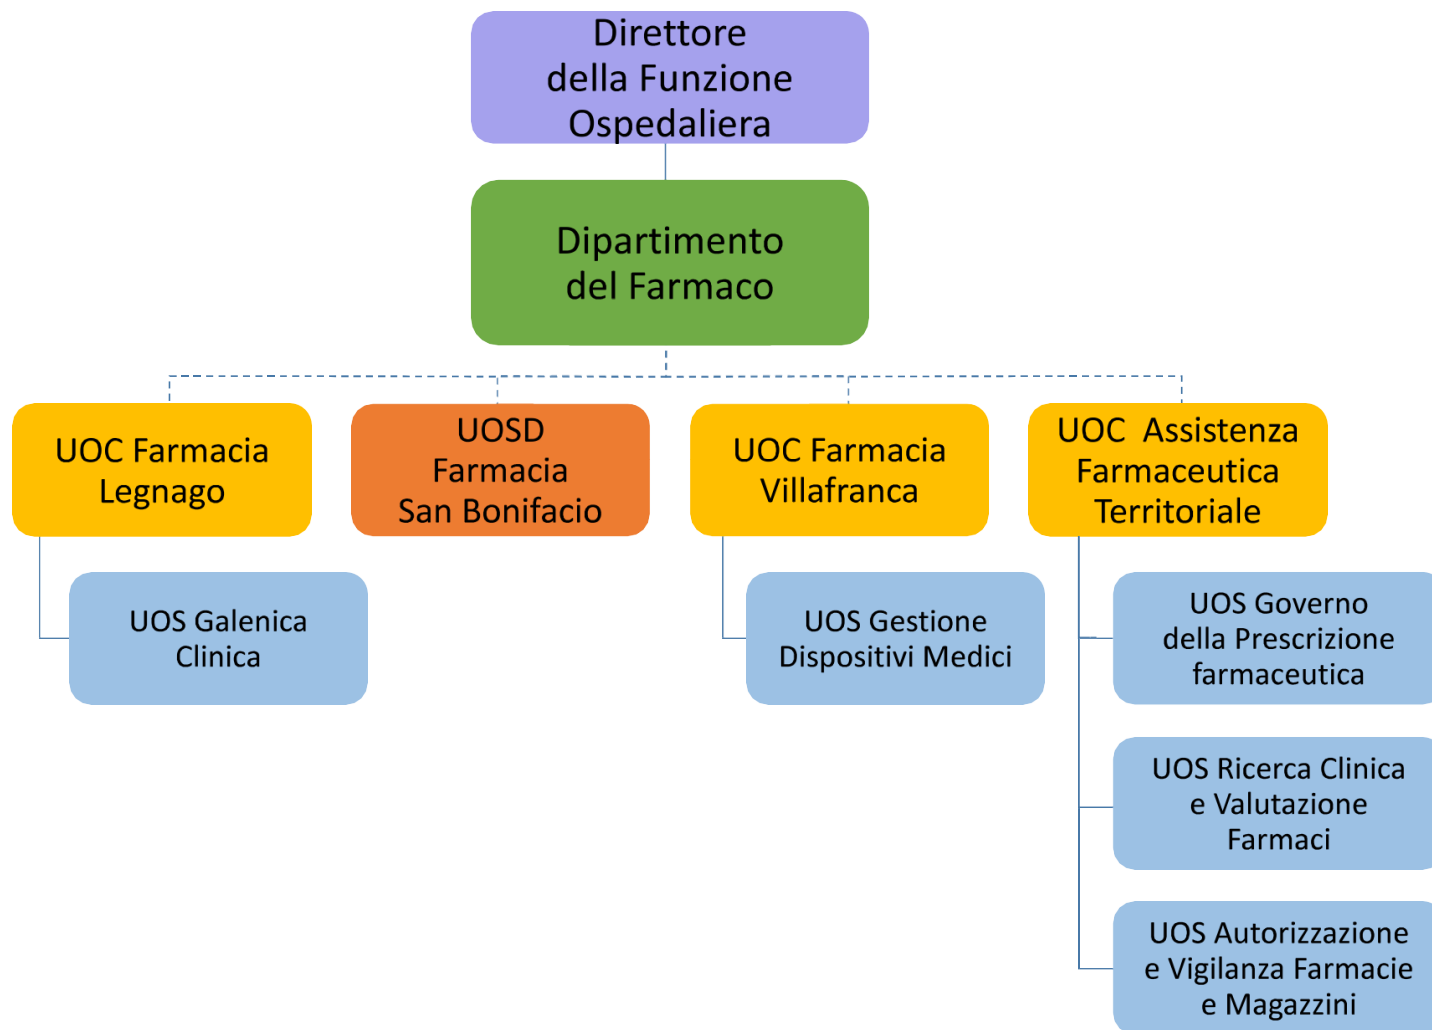 Direttore
della Funzione
Ospedaliera
Dipartimento
del Farmaco
UOC Farmacia
Legnago
UOSD
Farmacia
San Bonifacio
UOC Farmacia
Villafranca
UOC  Assistenza
Farmaceutica
Territoriale
UOS Galenica
Clinica
UOS Gestione
Dispositivi Medici
UOS Governo
della Prescrizione
farmaceutica
UOS Ricerca Clinica
e Valutazione
Farmaci
UOS Autorizzazione
e Vigilanza Farmacie
e Magazzini